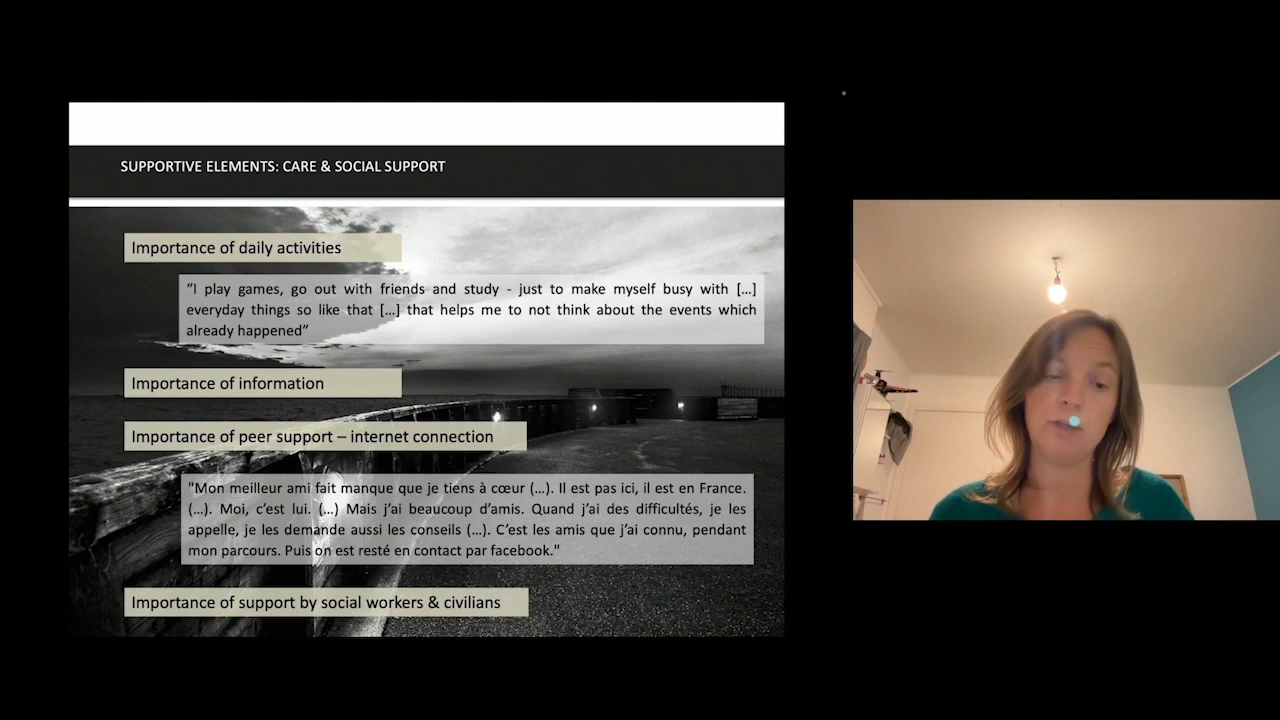 SUPPORTIVE ELEMENTS: CARE & SOCIAL SUPPORT
Importance of daily activities
“I play games, go out with friends and study - just to make myself busy with […]
everyday things so like that […] that helps me to not think about the events which
already happened”
Importance of information
Importance of peer support – internet connection
"Mon meilleur ami fait manque que je tiens à cœur (…). Il est pas ici, il est en France.
(…). Moi, c’est lui. (…) Mais j’ai beaucoup d’amis. Quand j’ai des difficultés, je les
appelle, je les demande aussi les conseils (…). C’est les amis que j’ai connu, pendant
mon parcours. Puis on est resté en contact par facebook."
Importance of support by social workers & civilians